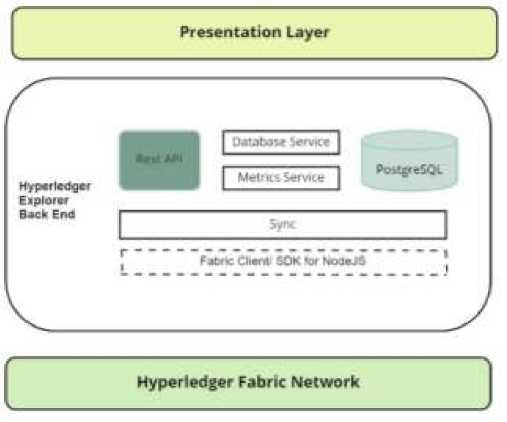 Presentation Layer
Rest API
Database Service
Metrics Service
PostgreSQL
Hyperledger
Explorer
Back End
Sync
Fabric Client/ SDK for NodeJS
Hyperledger Fabric Network